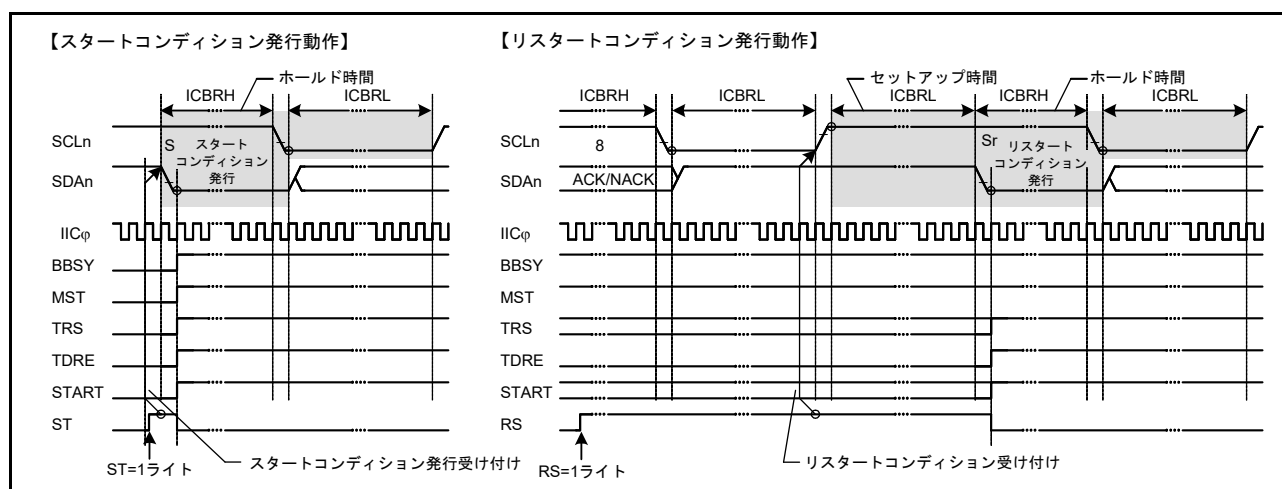 【スタートコンディション発行動作】
ホールド時間
ICBRH
ICBRL
SCLn
S
スタート
コンディション
発行
SDAn
IICφ
BBSY
MST
TRS
TDRE
START
ST
ST=1ライト
スタートコンディション発行受け付け
【リスタートコンディション発行動作】
セットアップ時間
ホールド時間
ICBRH
ICBRL
ICBRL
ICBRH
ICBRL
SCLn
8
Sr
リスタート
コンディション
発行
SDAn
ACK/NACK
IICφ
BBSY
MST
TRS
TDRE
START
RS
RS=1ライト
リスタートコンディション受け付け